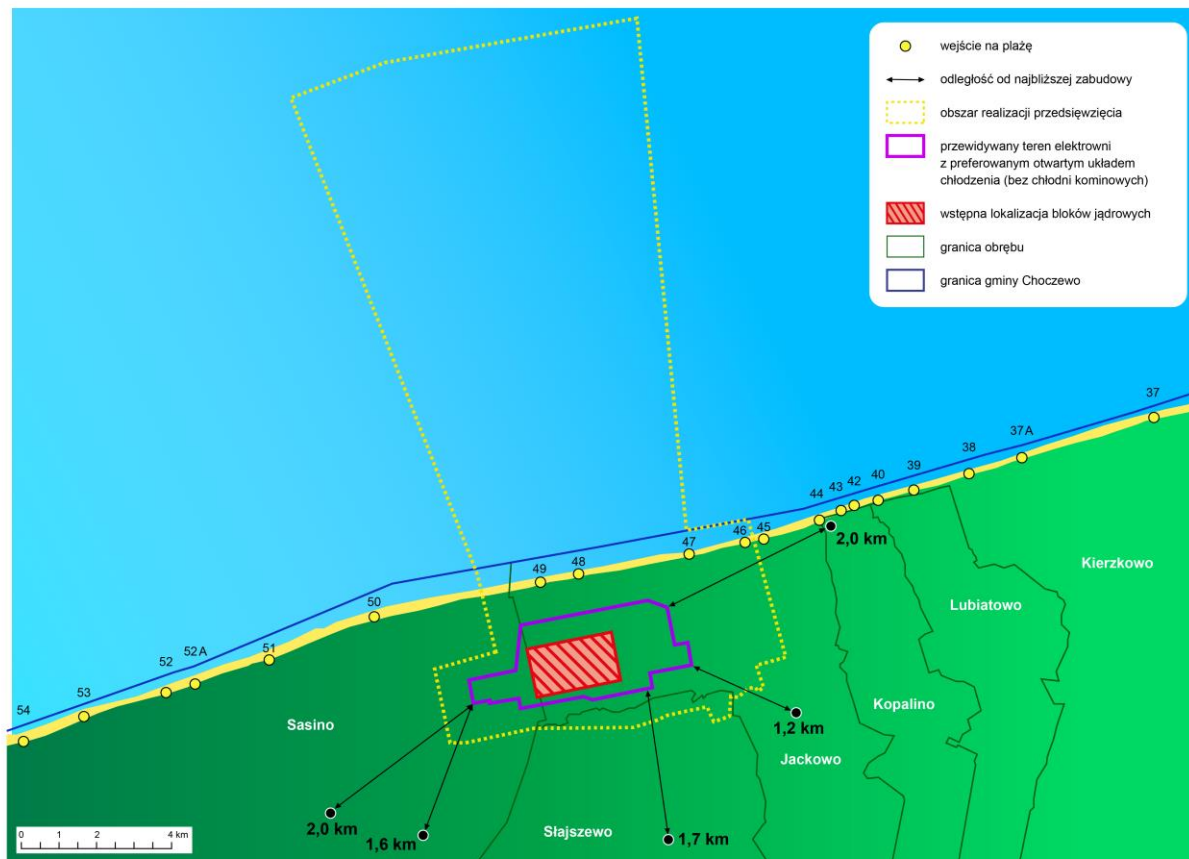 wejście na plażę
odległość od najbliższej zabudowy
obszar realizacji przedsięwzięcia
przewidywany teren elektrowni
z preferowanym otwartym układem
chłodzenia (bez chłodni kominowych)
wstępna lokalizacja bloków jądrowych
granica obrębu
granica gminy Choczewo
37
37A
38
39
40
42
43
44
45
46
47
48
49
50
51
52A
52
53
54
2,0 km
Kierzkowo
Lubiatowo
Kopalino
1,2 km
Sasino
Jackowo
2,0 km
1,6 km
Słajszewo
1,7 km
0 1 2 4 km